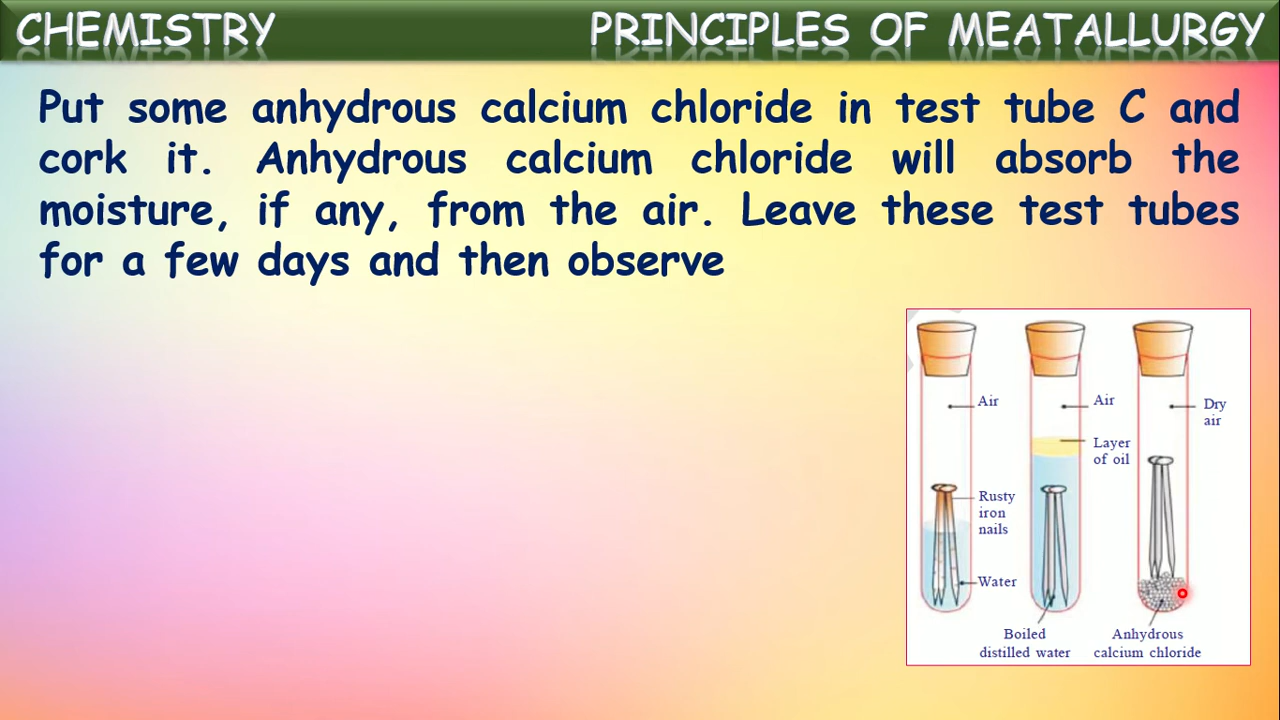 CHEMISTRY PRINCIPLES OF MEATALLURGY
Put some anhydrous calcium chloride in test tube C and
cork it. Anhydrous calcium chloride will absorb the
moisture, if any, from the air. Leave these test tubes
for a few days and then observe
Air
Air
Dry
air
Layer
of oil
Rusty
iron
nails
Water
Boiled
distilled water
Anhydrous
calcium chloride